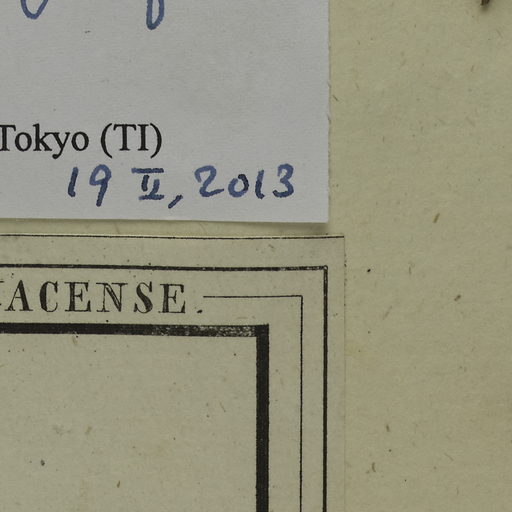 Tokyo (TI)
19 II, 2013
ACENSE.